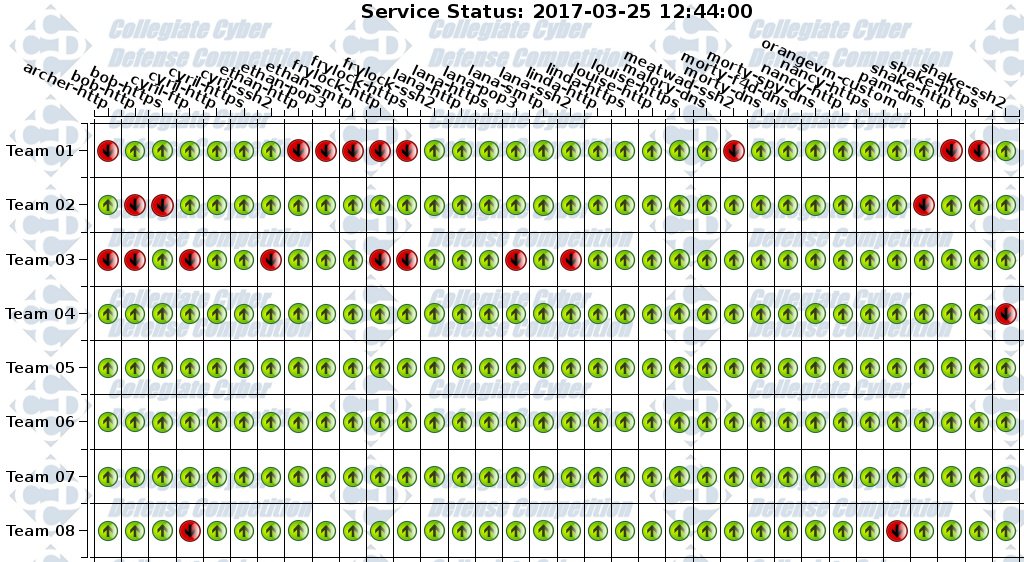 Service Status: 2017-03-25 12:44:00
archer-http
bob-http
bob-https
cyril-ftp
cyril-http
cyril-https
cyril-ssh2
ethan-http
ethan-pop3
ethan-smtp
frylock-http
frylock-https
frylock-ssh2
lana-http
lana-https
lana-pop3
lana-smtp
lana-ssh2
linda-http
linda-https
louise-http
louise-https
malory-dns
meatwad-ssh2
morty-dns
morty-fad-dns
morty-spy-dns
nancy-http
nancy-https
orangevm-custom
pam-dns
shake-http
shake-https
shake-ssh2
Team 01
Team 02
Team 03
Team 04
Team 05
Team 06
Team 07
Team 08
Collegiate Cyber
Defense Competition